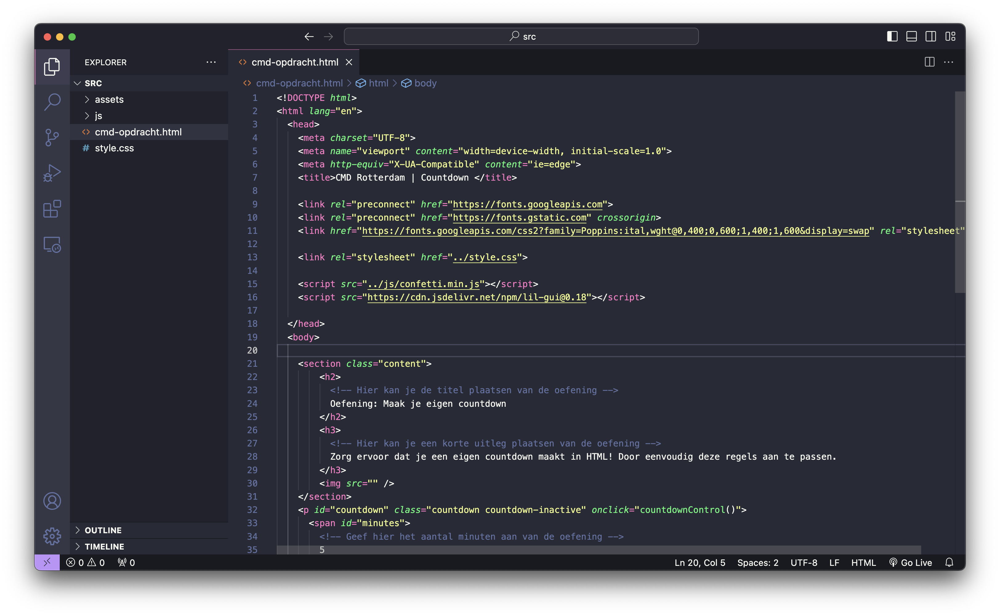 src
EXPLORER
SRC
assets
js
cmd-opdracht.html
style.css
OUTLINE
TIMELINE
cmd-opdracht.html
cmd-opdracht.html > html > body
1 <!DOCTYPE html>
2 <html lang="en">
3 <head>
4 <meta charset="UTF-8">
5 <meta name="viewport" content="width=device-width, initial-scale=1.0">
6 <meta http-equiv="X-UA-Compatible" content="ie=edge">
7 <title>CMD Rotterdam | Countdown </title>
8
9 <link rel="preconnect" href="https://fonts.googleapis.com">
10 <link rel="preconnect" href="https://fonts.gstatic.com" crossorigin>
11 <link href="https://fonts.googleapis.com/css2?family=Poppins:ital,wght@0,400;0,600;1,400;1,600&display=swap" rel="stylesheet"
12
13 <link rel="stylesheet" href="../style.css">
14
15 <script src="../js/confetti.min.js"></script>
16 <script src="https://cdn.jsdelivr.net/npm/lil-gui@0.18"></script>
17
18 </head>
19 <body>
20
21 <section class="content">
22 <h2>
23 <!-- Hier kan je de titel plaatsen van de oefening -->
24 Oefening: Maak je eigen countdown
25 </h2>
26 <h3>
27 <!-- Hier kan je een korte uitleg plaatsen van de oefening -->
28 Zorg ervoor dat je een eigen countdown maakt in HTML! Door eenvoudig deze regels aan te passen.
29 </h3>
30 <img src="" />
31 </section>
32 <p id="countdown" class="countdown countdown-inactive" onclick="countdownControl()">
33 <span id="minutes">
34 <!-- Geef hier het aantal minuten aan van de oefening -->
35 5
0 0 0
Ln 20, Col 5 Spaces: 2 UTF-8 LF HTML Go Live